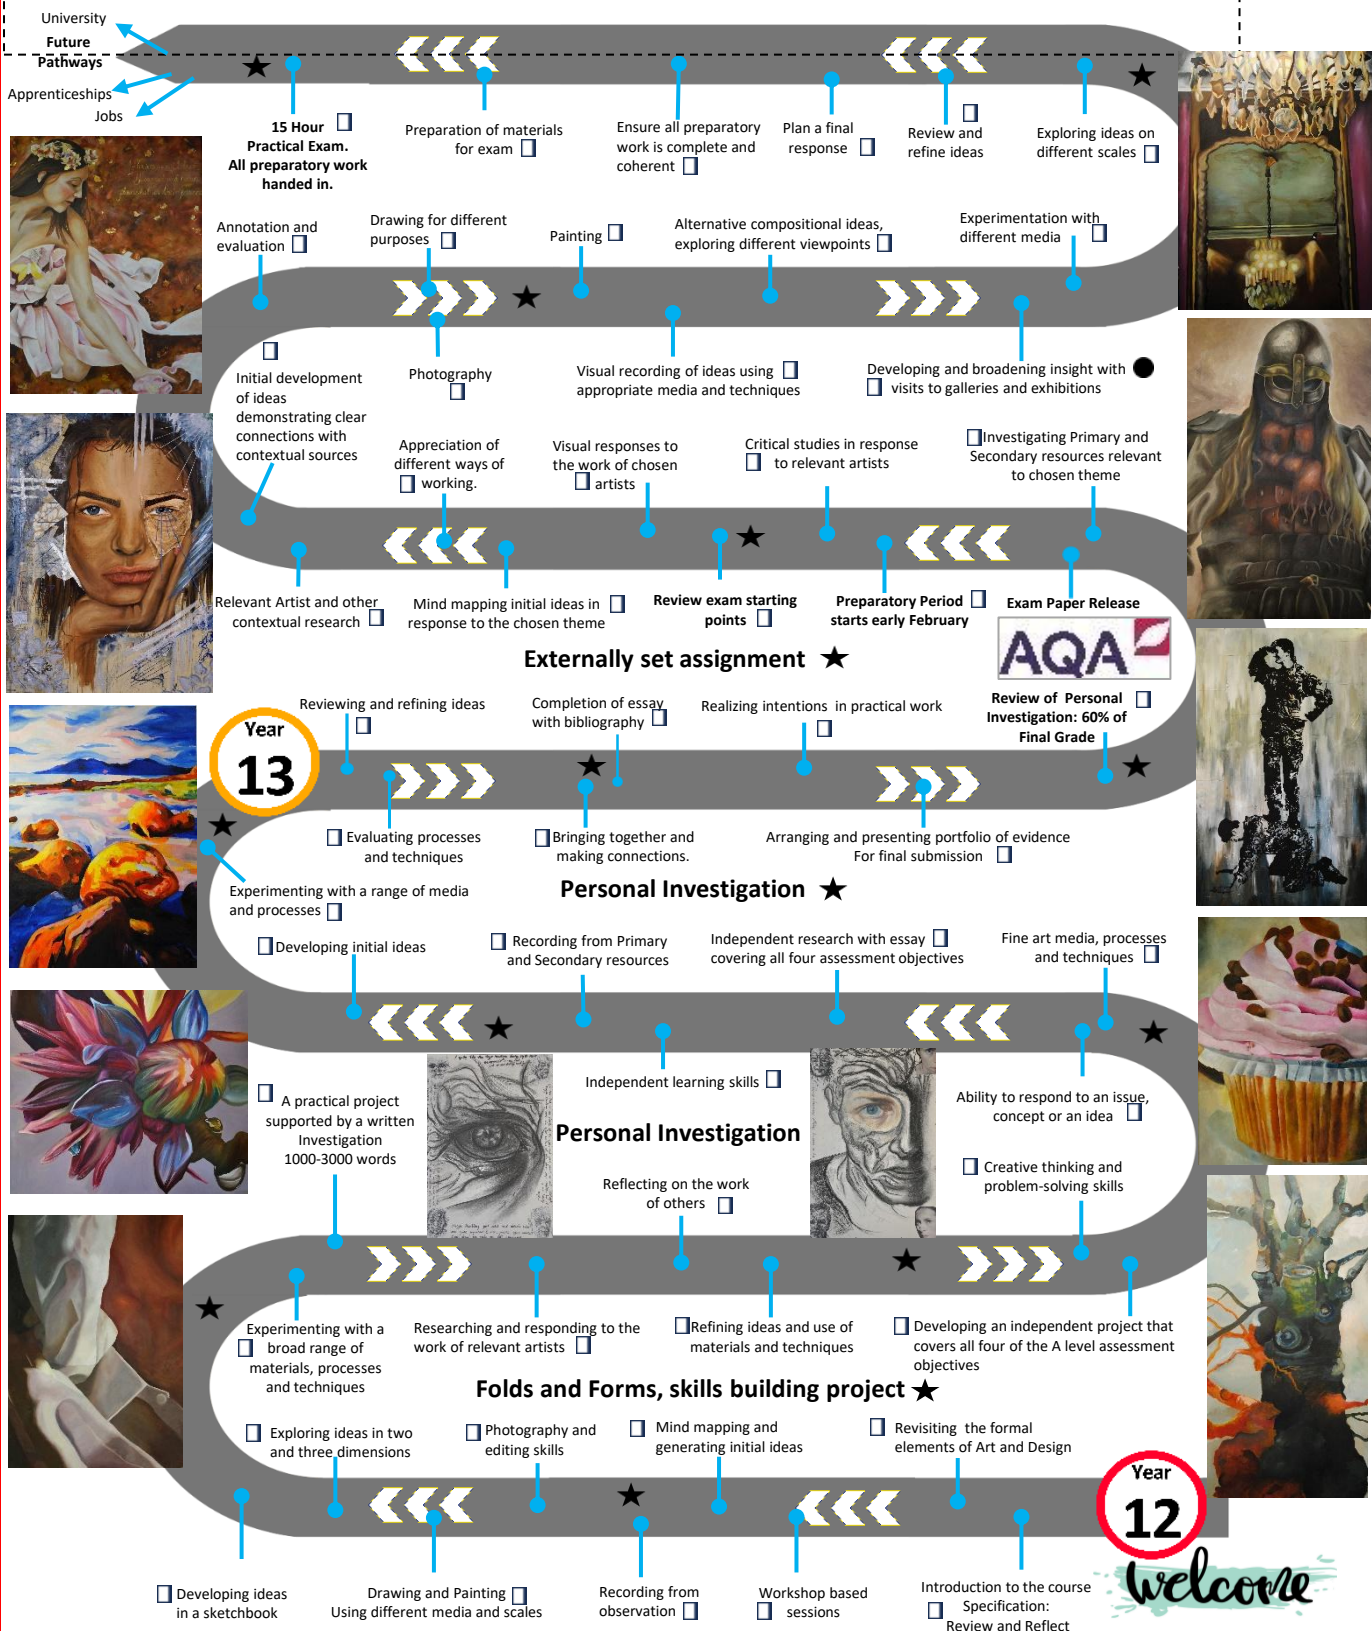 University
Future
Pathways
Apprenticeships
Jobs
15 Hour
Practical Exam.
All preparatory work
handed in.
Preparation of materials
for exam
Ensure all preparatory
work is complete and
coherent
Plan a final
response
Review and
refine ideas
Exploring ideas on
different scales
Annotation and
evaluation
Drawing for different
purposes
Painting
Alternative compositional ideas,
exploring different viewpoints
Experimentation with
different media
Initial development
of ideas
demonstrating clear
connections with
contextual sources
Photography
Visual recording of ideas using
appropriate media and techniques
Developing and broadening insight with
visits to galleries and exhibitions
Appreciation of
different ways of
working.
Visual responses to
the work of chosen
artists
Critical studies in response
to relevant artists
Investigating Primary and
Secondary resources relevant
to chosen theme
Relevant Artist and other
contextual research
Mind mapping initial ideas in
response to the chosen theme
Review exam starting
points
Preparatory Period
starts early February
Exam Paper Release
AQA
Externally set assignment
Reviewing and refining ideas
Completion of essay
with bibliography
Realizing intentions in practical work
Review of Personal
Investigation: 60% of
Final Grade
Year
13
Evaluating processes
and techniques
Bringing together and
making connections.
Arranging and presenting portfolio of evidence
For final submission
Personal Investigation
Experimenting with a range of media
and processes
Developing initial ideas
Recording from Primary
and Secondary resources
Independent research with essay
covering all four assessment objectives
Fine art media, processes
and techniques
A practical project
supported by a written
Investigation
1000-3000 words
Independent learning skills
Personal Investigation
Ability to respond to an issue,
concept or an idea
Reflecting on the work
of others
Creative thinking and
problem-solving skills
Experimenting with a
broad range of
materials, processes
and techniques
Researching and responding to the
work of relevant artists
Refining ideas and use of
materials and techniques
Developing an independent project that
covers all four of the A level assessment
objectives
Folds and Forms, skills building project
Exploring ideas in two
and three dimensions
Photography and
editing skills
Mind mapping and
generating initial ideas
Revisiting the formal
elements of Art and Design
Year
12
welcome
Developing ideas
in a sketchbook
Drawing and Painting
Using different media and scales
Recording from
observation
Workshop based
sessions
Introduction to the course
Specification:
Review and Reflect